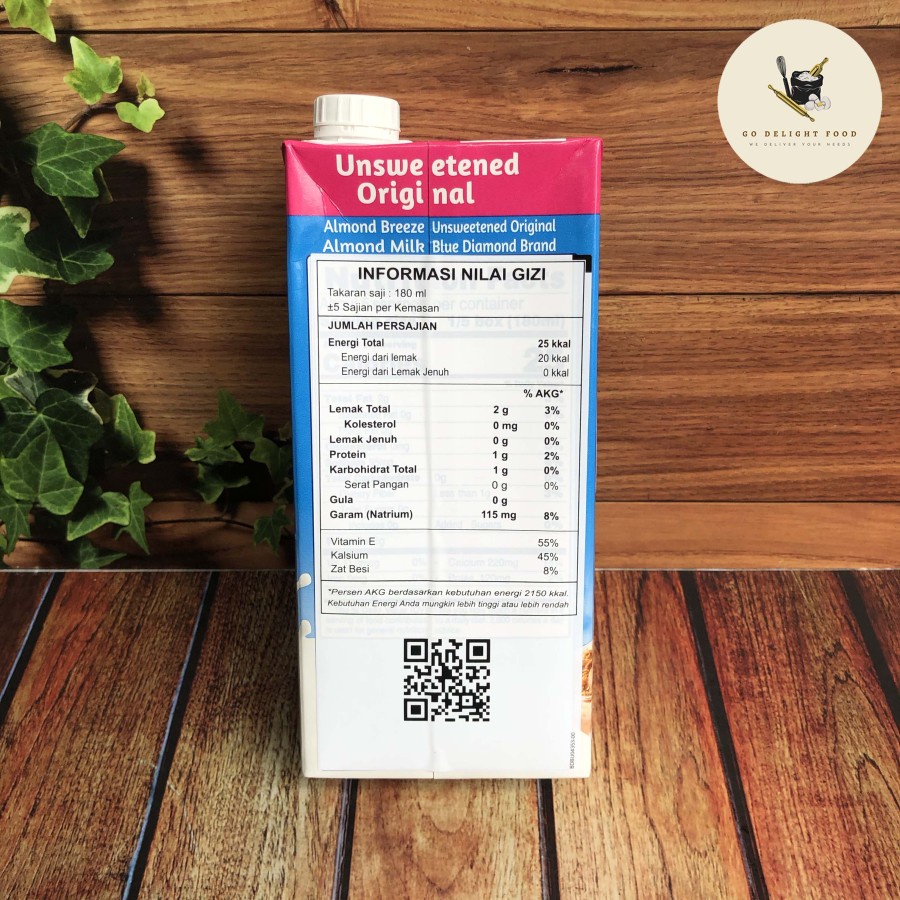 GO DELIGHT FOOD
WE DELIVER YOUR NEEDS
Unsweetened
Original
Almond Breeze Unsweetened Original
Almond Milk Blue Diamond Brand
INFORMASI NILAI GIZI
Takaran saji : 180 ml
±5 Sajian per Kemasan
JUMLAH PERSAJIAN
Energi Total 25 kkal
Energi dari lemak 20 kkal
Energi dari Lemak Jenuh 0 kkal
% AKG*
Lemak Total 2 g 3%
Kolesterol 0 mg 0%
Lemak Jenuh 0 g 0%
Protein 1 g 2%
Karbohidrat Total 1 g 0%
Serat Pangan 0 g 0%
Gula 0 g
Garam (Natrium) 115 mg 8%
Vitamin E 55%
Kalsium 45%
Zat Besi 8%
*Persen AKG berdasarkan kebutuhan energi 2150 kkal.
Kebutuhan Energi Anda mungkin lebih tinggi atau lebih rendah